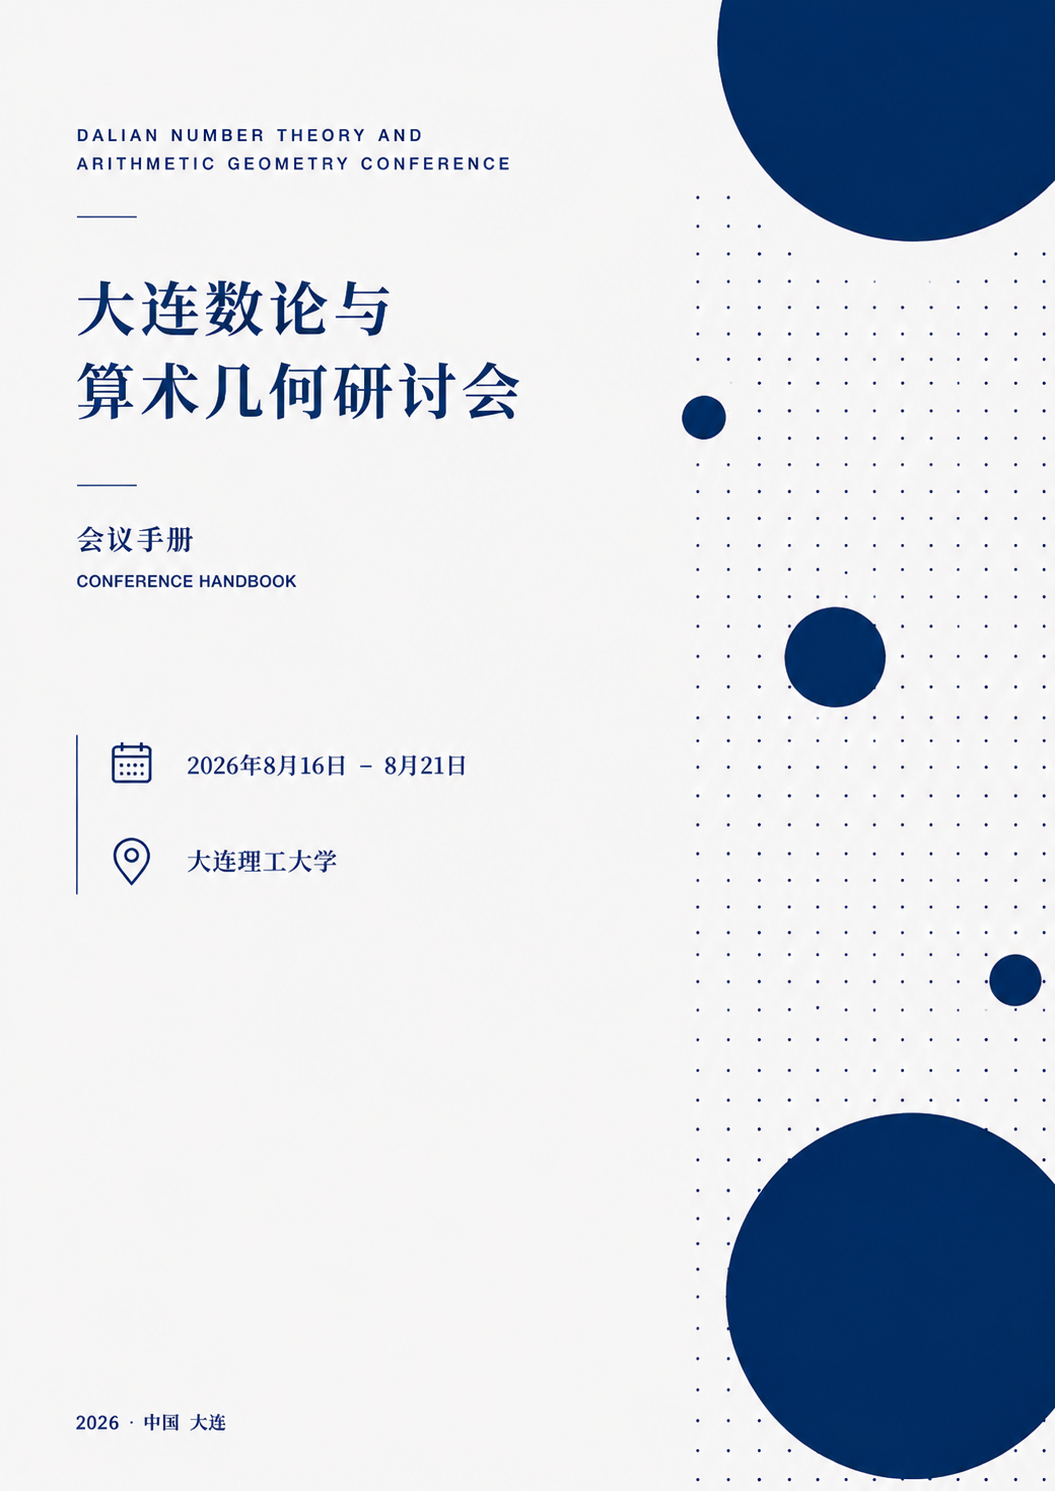 DALIAN NUMBER THEORY AND
ARITHMETIC GEOMETRY CONFERENCE
大连数论与
算术几何研讨会
会议手册
CONFERENCE HANDBOOK
2026年8月16日 – 8月21日
大连理工大学
2026 · 中国 大连